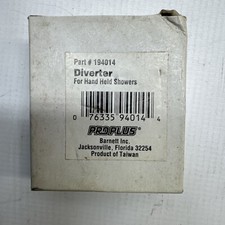 Part # 194014
Diverter
For Hand Held Showers
0 76335 94014 4
PROPLUS®
Barnett Inc.
Jacksonville, Florida 32254
Product of Taiwan